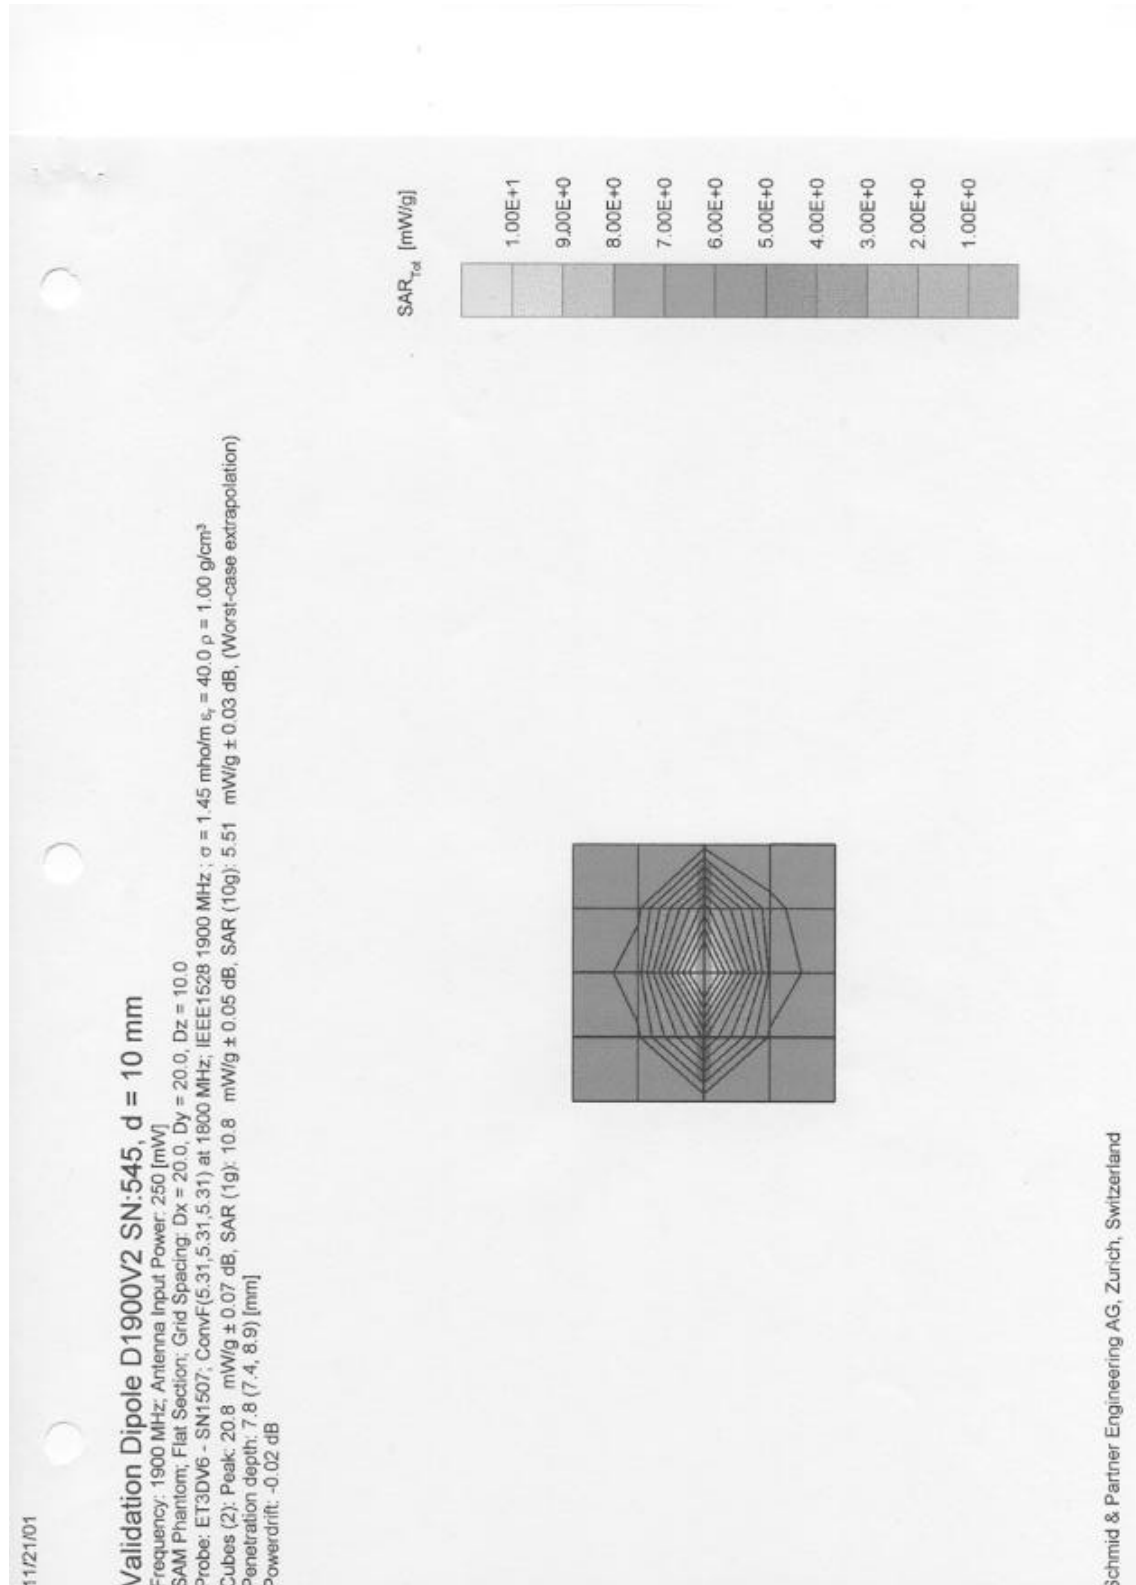 11/21/01
Validation Dipole D1900V2 SN:545, d = 10 mm
Frequency: 1900 MHz; Antenna Input Power: 250 [mW]
SAM Phantom; Flat Section; Grid Spacing: Dx = 20.0, Dy = 20.0, Dz = 10.0
Probe: ET3DV6 - SN1507; ConvF(5.31,5.31,5.31) at 1800 MHz; IEEE1528 1900 MHz ; σ = 1.45 mho/m εr = 40.0 ρ = 1.00 g/cm³
Cubes (2): Peak: 20.8 mW/g ± 0.07 dB, SAR (1g): 10.8 mW/g ± 0.05 dB, SAR (10g): 5.51 mW/g ± 0.03 dB, (Worst-case extrapolation)
Penetration depth: 7.8 (7.4, 8.9) [mm]
Powerdrift: -0.02 dB
SARTot [mW/g]
1.00E+1
9.00E+0
8.00E+0
7.00E+0
6.00E+0
5.00E+0
4.00E+0
3.00E+0
2.00E+0
1.00E+0
Schmid & Partner Engineering AG, Zurich, Switzerland